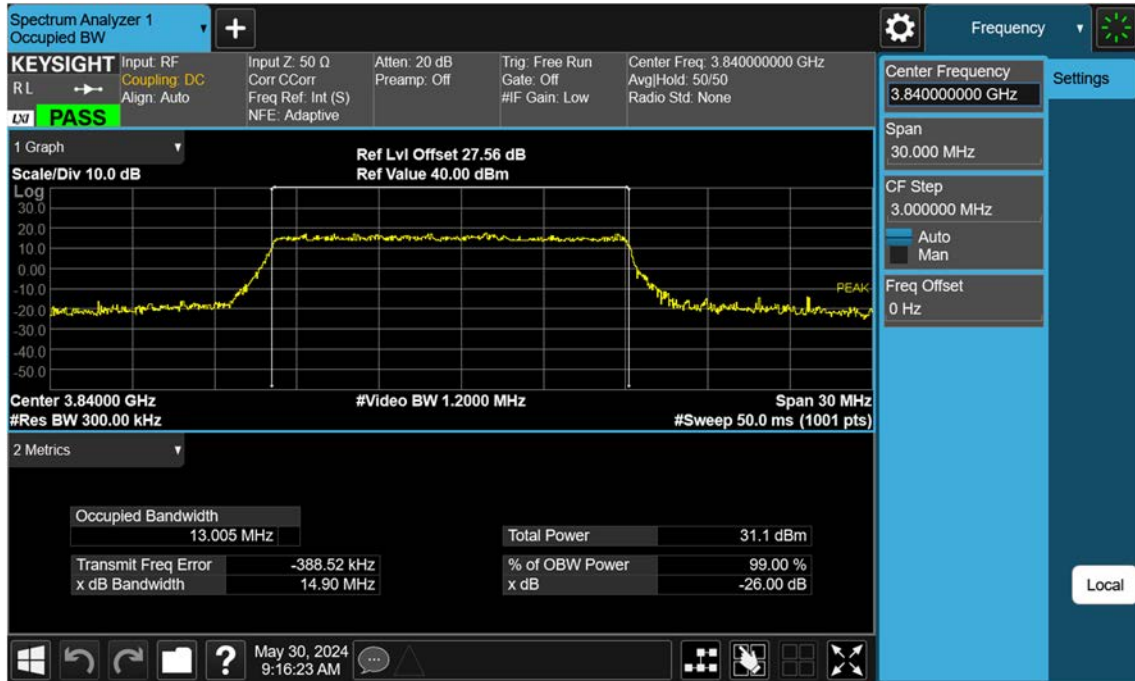 Spectrum Analyzer 1
Occupied BW
Frequency
KEYSIGHT
RL
LXI
PASS
Input: RF
Coupling: DC
Align: Auto
Input Z: 50 Ω
Corr CCorr
Freq Ref: Int (S)
NFE: Adaptive
Atten: 20 dB
Preamp: Off
Trig: Free Run
Gate: Off
#IF Gain: Low
Center Freq: 3.840000000 GHz
Avg|Hold: 50/50
Radio Std: None
Center Frequency
3.840000000 GHz
Settings
Span
30.000 MHz
CF Step
3.000000 MHz
Auto
Man
Freq Offset
0 Hz
Local
1 Graph
Scale/Div 10.0 dB
Ref Lvl Offset 27.56 dB
Ref Value 40.00 dBm
Log
30.0
20.0
10.0
0.00
-10.0
-20.0
-30.0
-40.0
-50.0
PEAK
Center 3.84000 GHz
#Video BW 1.2000 MHz
Span 30 MHz
#Res BW 300.00 kHz
#Sweep 50.0 ms (1001 pts)
2 Metrics
Occupied Bandwidth
13.005 MHz
Total Power 31.1 dBm
Transmit Freq Error -388.52 kHz
% of OBW Power 99.00 %
x dB Bandwidth 14.90 MHz
x dB -26.00 dB
?
May 30, 2024
9:16:23 AM